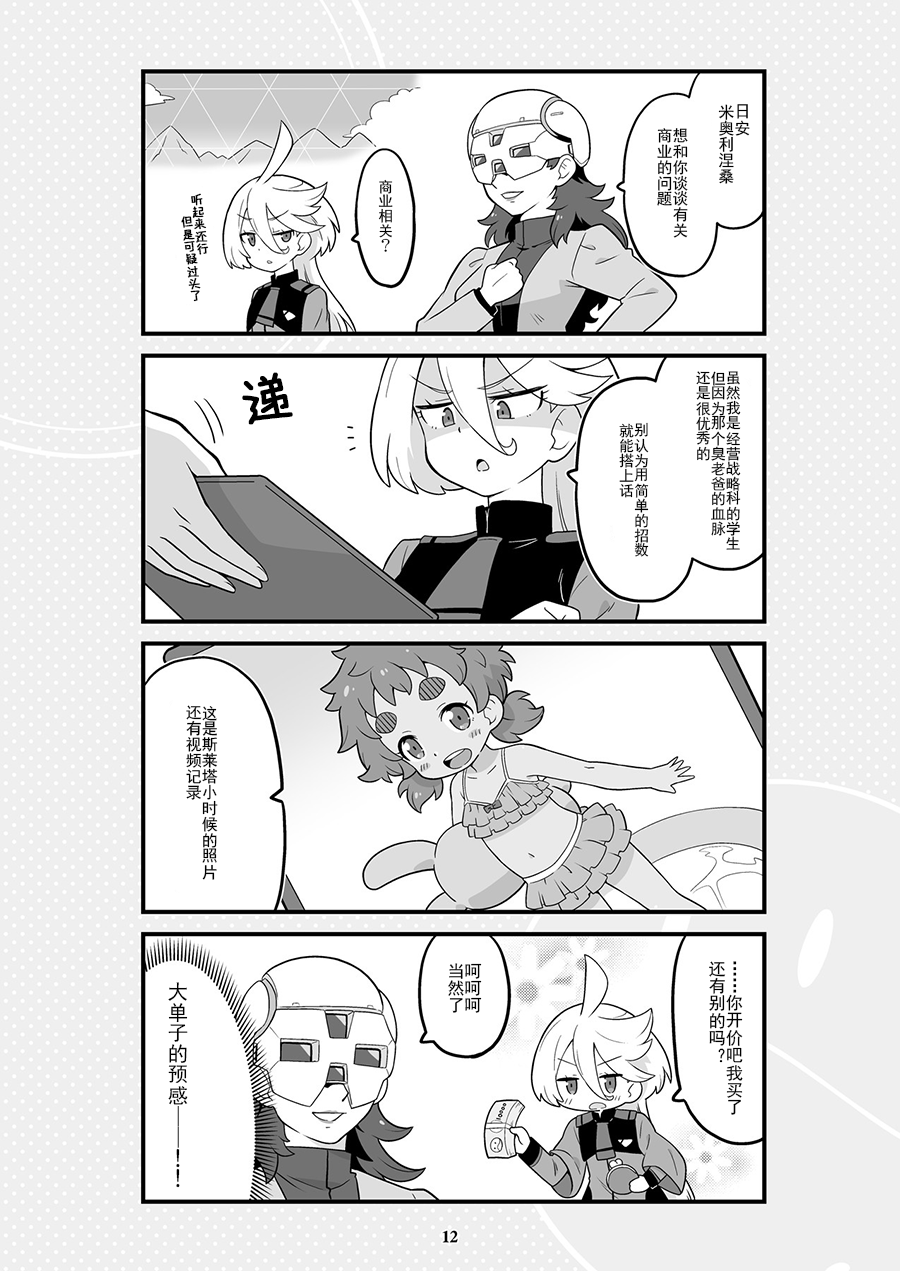 日安
米奥利涅桑
想和你谈谈有关
商业的问题
商业相关？
听起来还行
但是可疑过头了
虽然我是经营战略科的学生
但因为那个臭老爸的血脉
还是很优秀的
别认为用简单的招数
就能搭上话
递
这是斯莱塔小时候的照片
还有视频记录
……你开价吧我买了
还有别的吗？
10000
呵呵呵
当然了
大单子的预感——！！
12